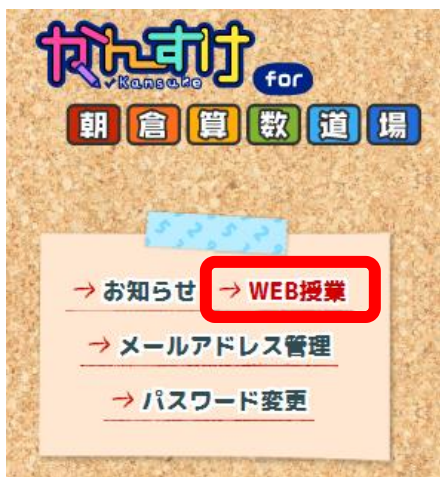 かんすけ for
Kansuke
朝倉算数道場
→お知らせ →WEB授業
→メールアドレス管理
→パスワード変更